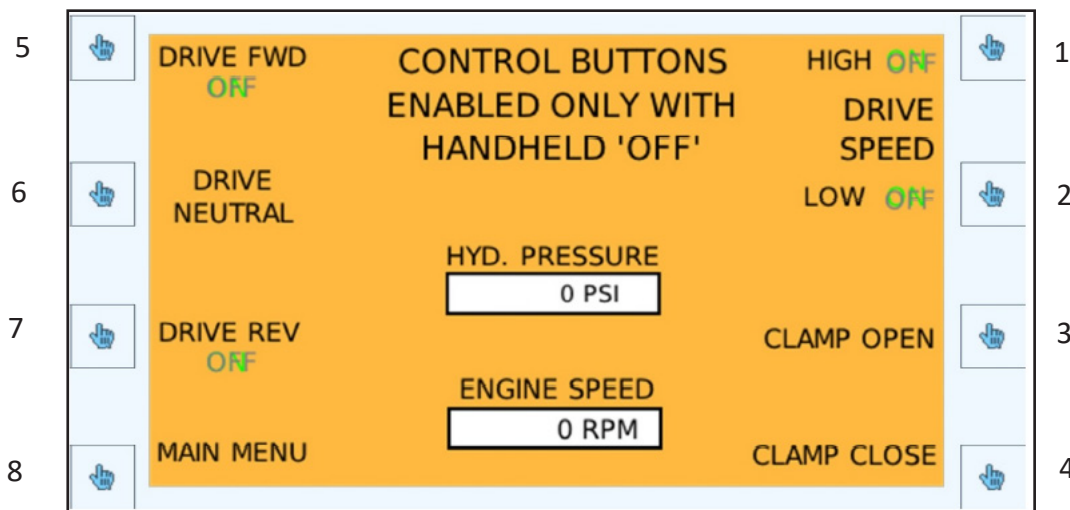 5
DRIVE FWD
CONTROL BUTTONS
ENABLED ONLY WITH
HANDHELD 'OFF'
HIGH
1
DRIVE
SPEED
6
DRIVE
NEUTRAL
LOW
2
HYD. PRESSURE
0 PSI
7
DRIVE REV
CLAMP OPEN
3
ENGINE SPEED
0 RPM
8
MAIN MENU
CLAMP CLOSE
4